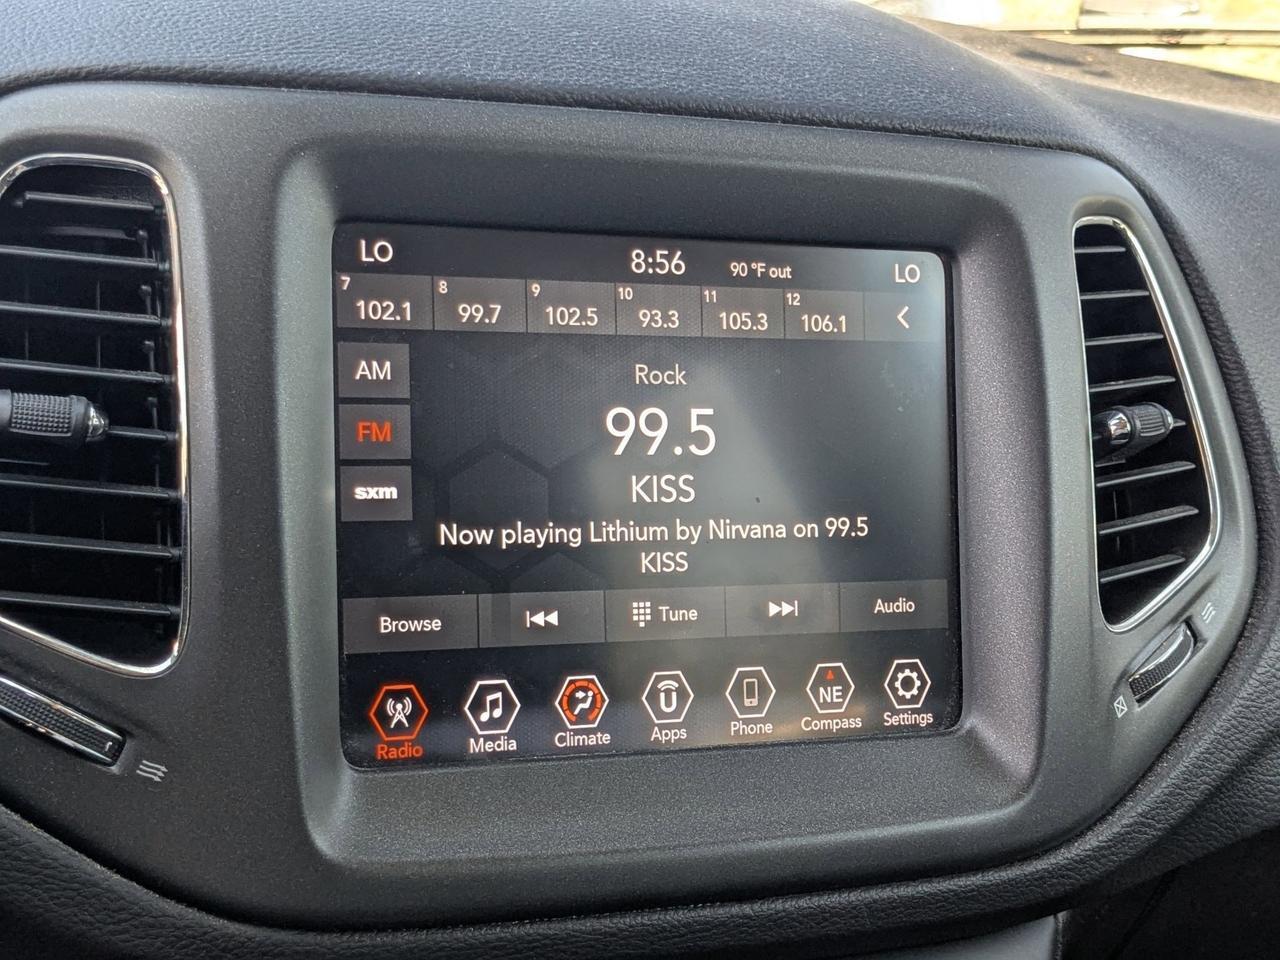 LO 8:56 90 °F out LO
7 8 9 10 11 12
102.1 99.7 102.5 93.3 105.3 106.1 <
AM
Rock
FM
99.5
sxm
KISS
Now playing Lithium by Nirvana on 99.5
KISS
Browse Tune Audio
NE
Radio Media Climate Apps Phone Compass Settings